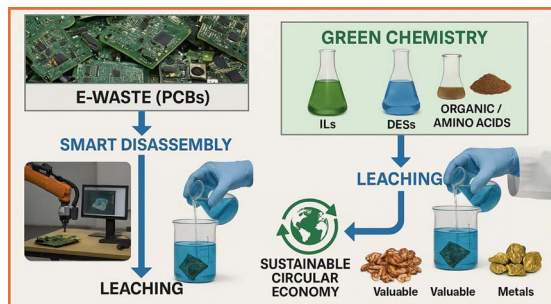 E-WASTE (PCBs)
SMART DISASSEMBLY
LEACHING
GREEN CHEMISTRY
ILs
DESs
ORGANIC /
AMINO ACIDS
LEACHING
SUSTAINABLE
CIRCULAR
ECONOMY
Valuable
Valuable
Metals